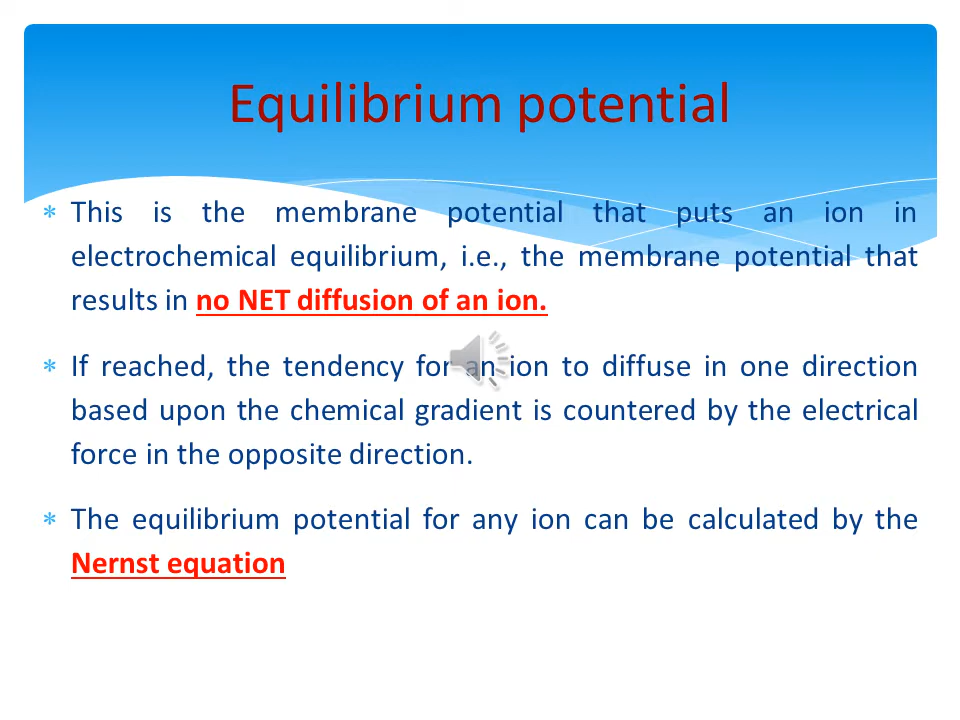 Equilibrium potential
* This is the membrane potential that puts an ion in
electrochemical equilibrium, i.e., the membrane potential that
results in no NET diffusion of an ion.
* If reached, the tendency for an ion to diffuse in one direction
based upon the chemical gradient is countered by the electrical
force in the opposite direction.
* The equilibrium potential for any ion can be calculated by the
Nernst equation